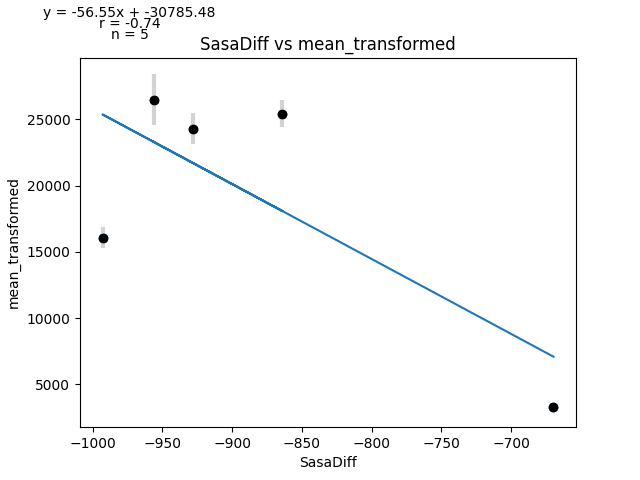 y = -56.55x + -30785.48
r = -0.74
n = 5
SasaDiff vs mean_transformed
25000
20000
15000
10000
5000
mean_transformed
−1000
−950
−900
−850
−800
−750
−700
SasaDiff